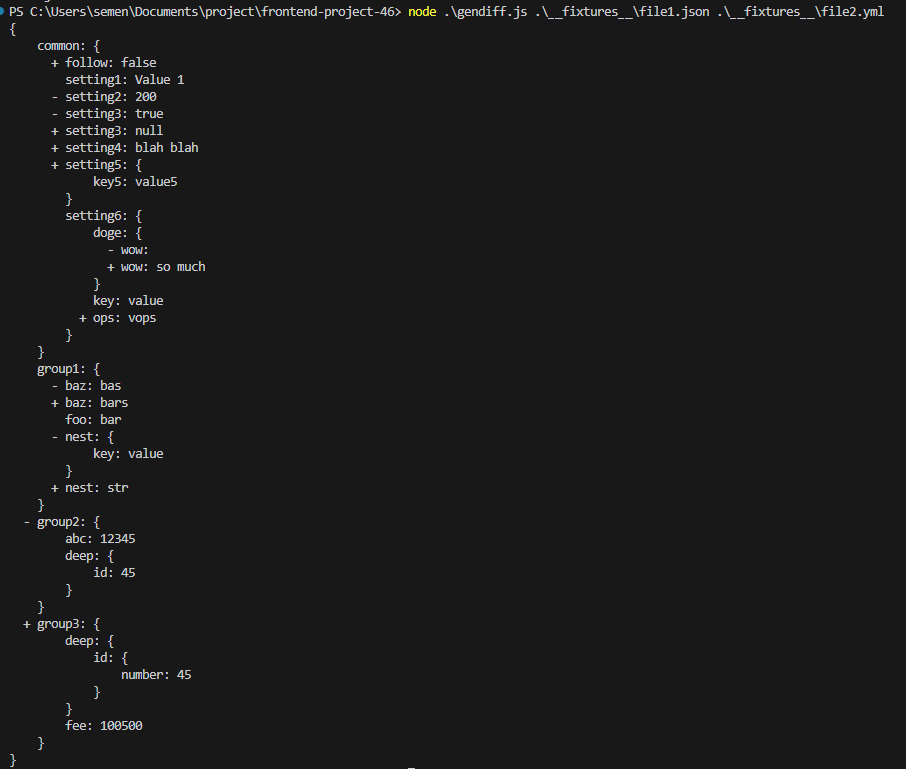 PS C:\Users\semen\Documents\project\frontend-project-46> node .\gendiff.js .\__fixtures__\file1.json .\__fixtures__\file2.yml
{
    common: {
      + follow: false
        setting1: Value 1
      - setting2: 200
      - setting3: true
      + setting3: null
      + setting4: blah blah
      + setting5: {
            key5: value5
        }
        setting6: {
            doge: {
              - wow:
              + wow: so much
            }
            key: value
          + ops: vops
        }
    }
    group1: {
      - baz: bas
      + baz: bars
        foo: bar
      - nest: {
            key: value
        }
      + nest: str
    }
  - group2: {
        abc: 12345
        deep: {
            id: 45
        }
    }
  + group3: {
        deep: {
            id: {
                number: 45
            }
        }
        fee: 100500
    }
}